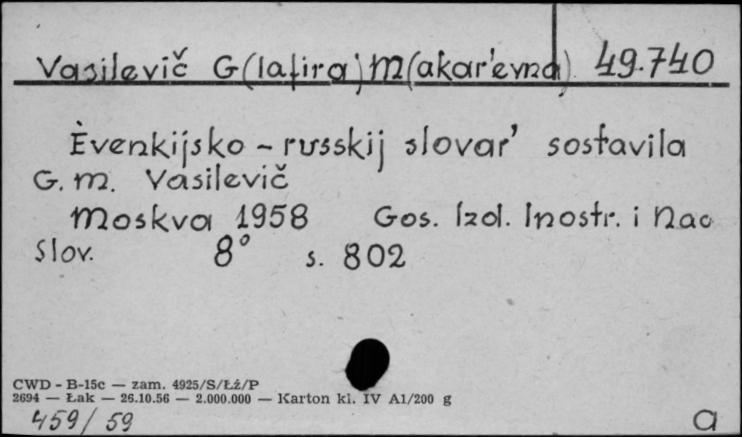 Vasilevič G(lafira) M(akar'evna) 49.740
Èvenkijsko - russkij slovar' sostavila
G. M. Vasilevič
Moskva 1958 Gos. Izd. Inostr. i Nac
Slov. 8° s. 802
CWD - B-15c — zam. 4925/S/Łź/P
2694 — Łak — 26.10.56 — 2.000.000 — Karton kl. IV A1/200 g
459/59 a